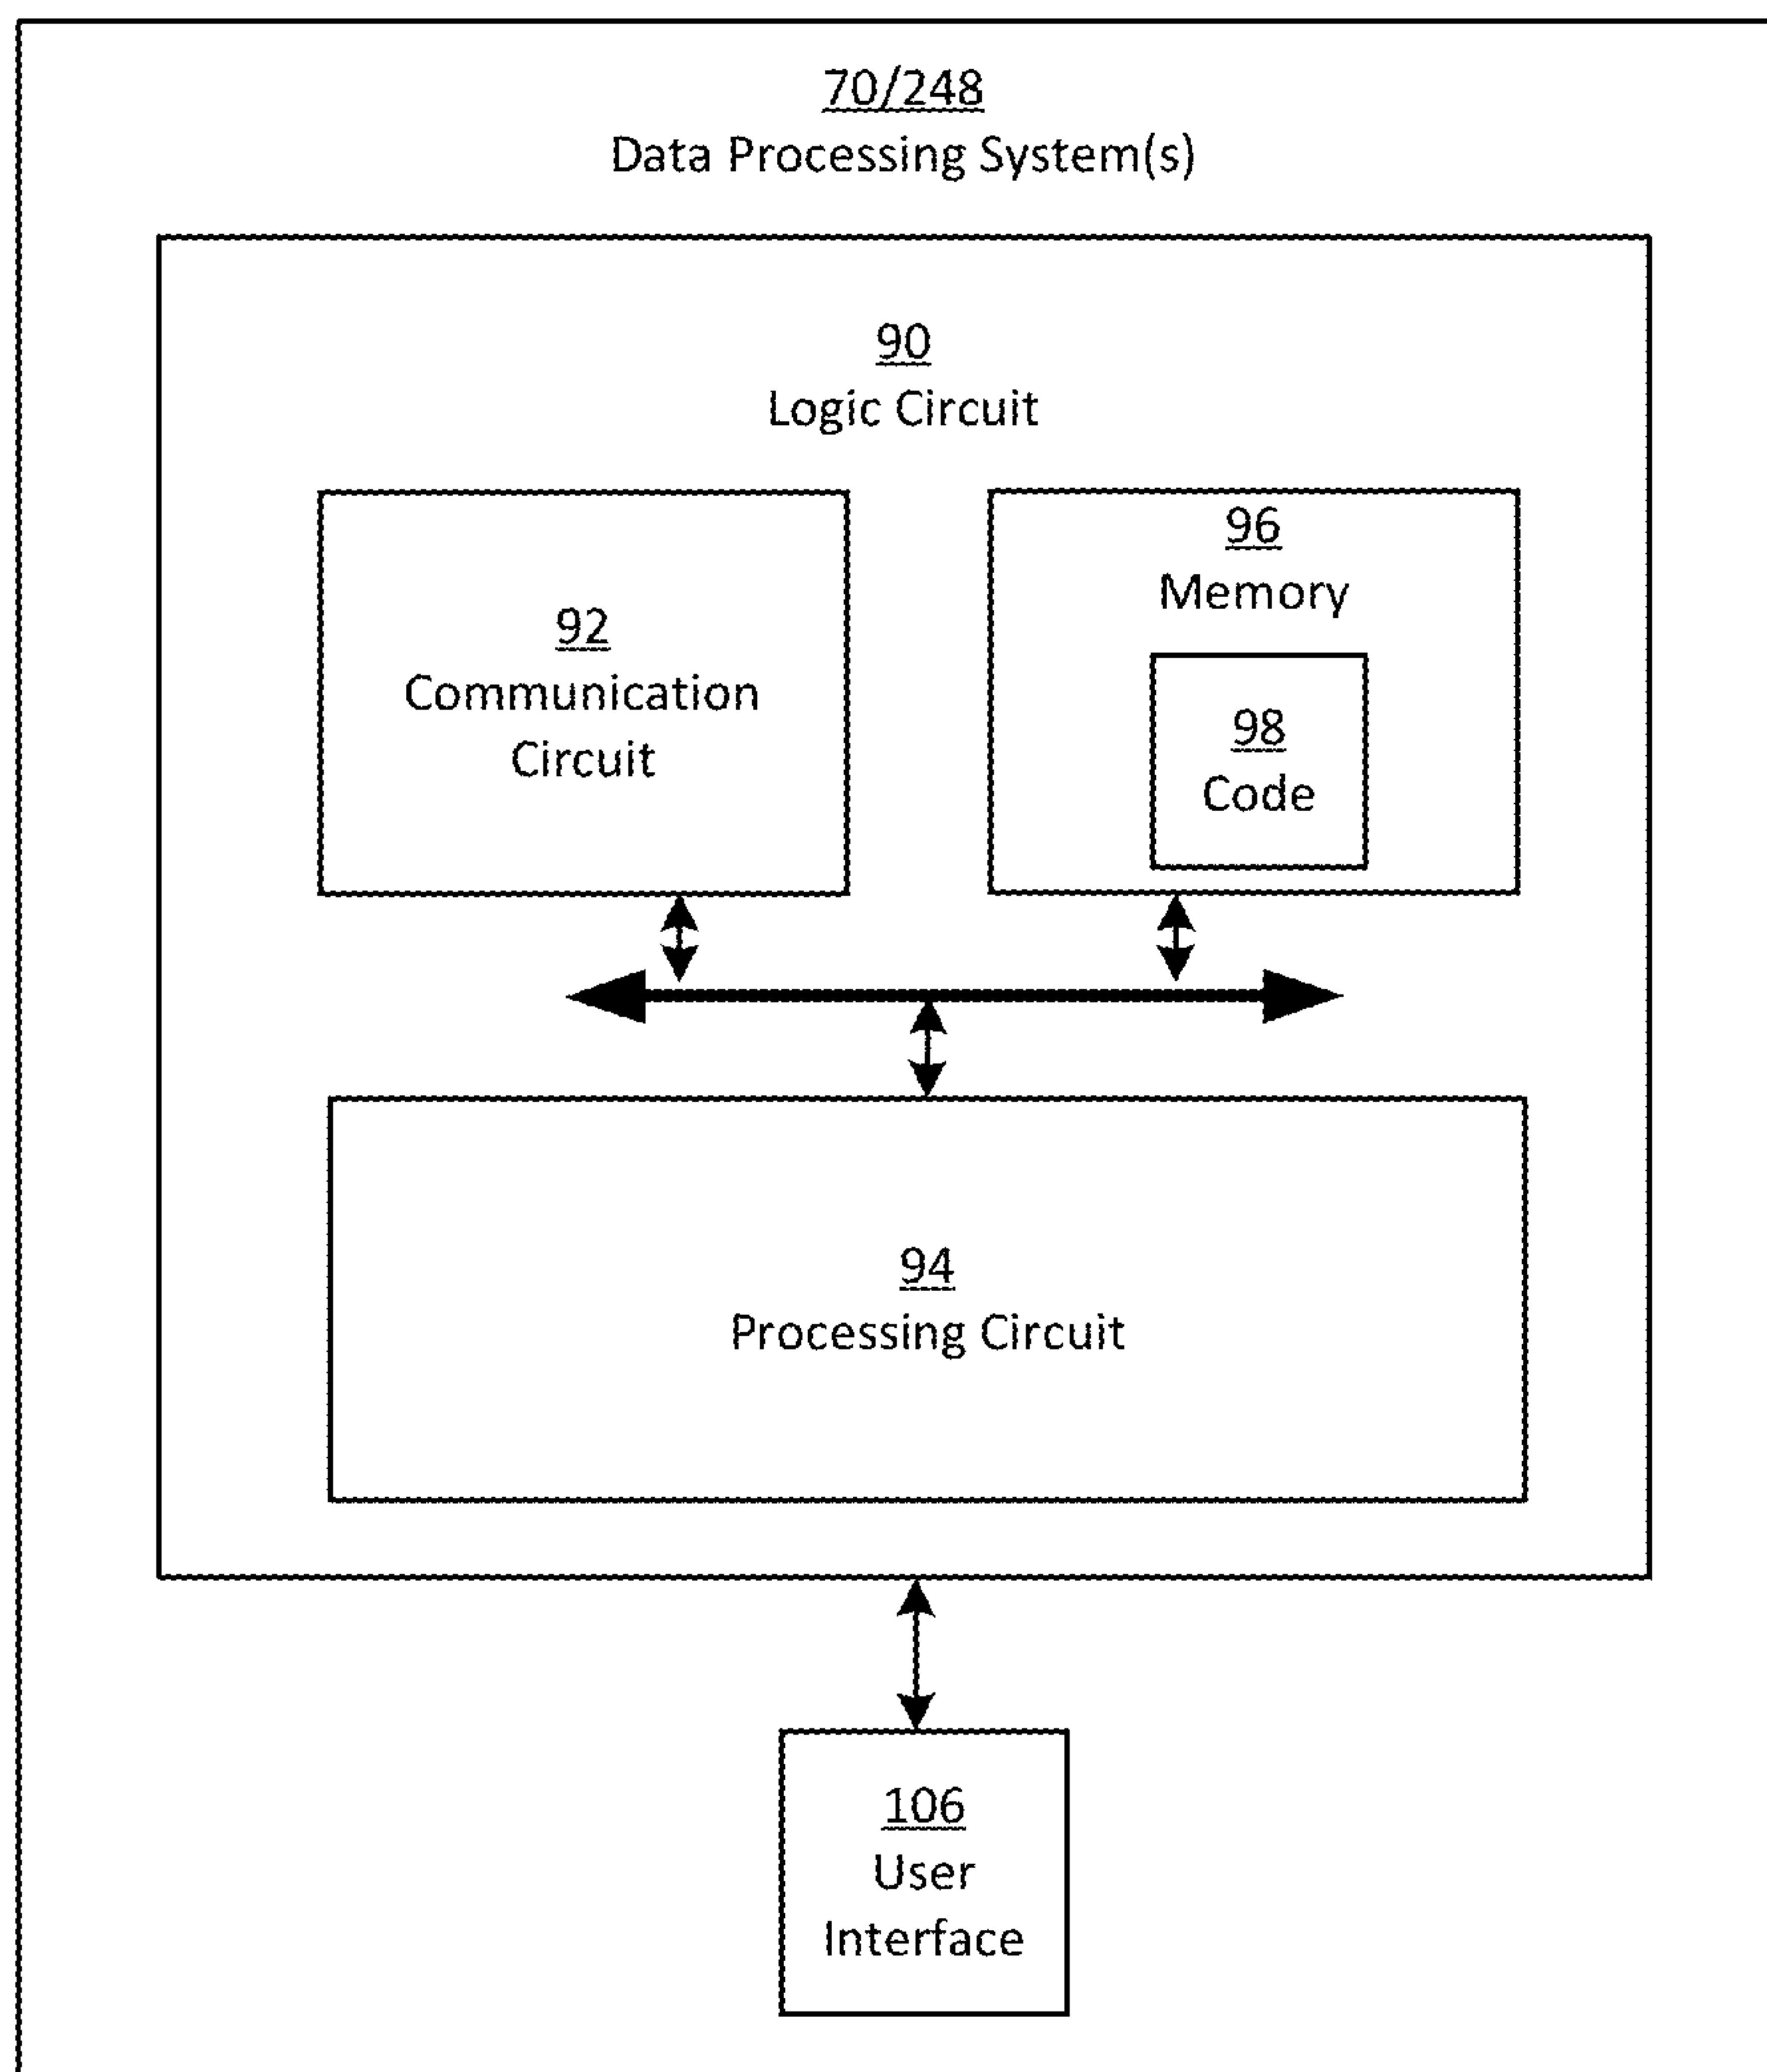 70/248
Data Processing System(s)
90
Logic Circuit
92
Communication
Circuit
96
Memory
98
Code
94
Processing Circuit
106
User
Interface